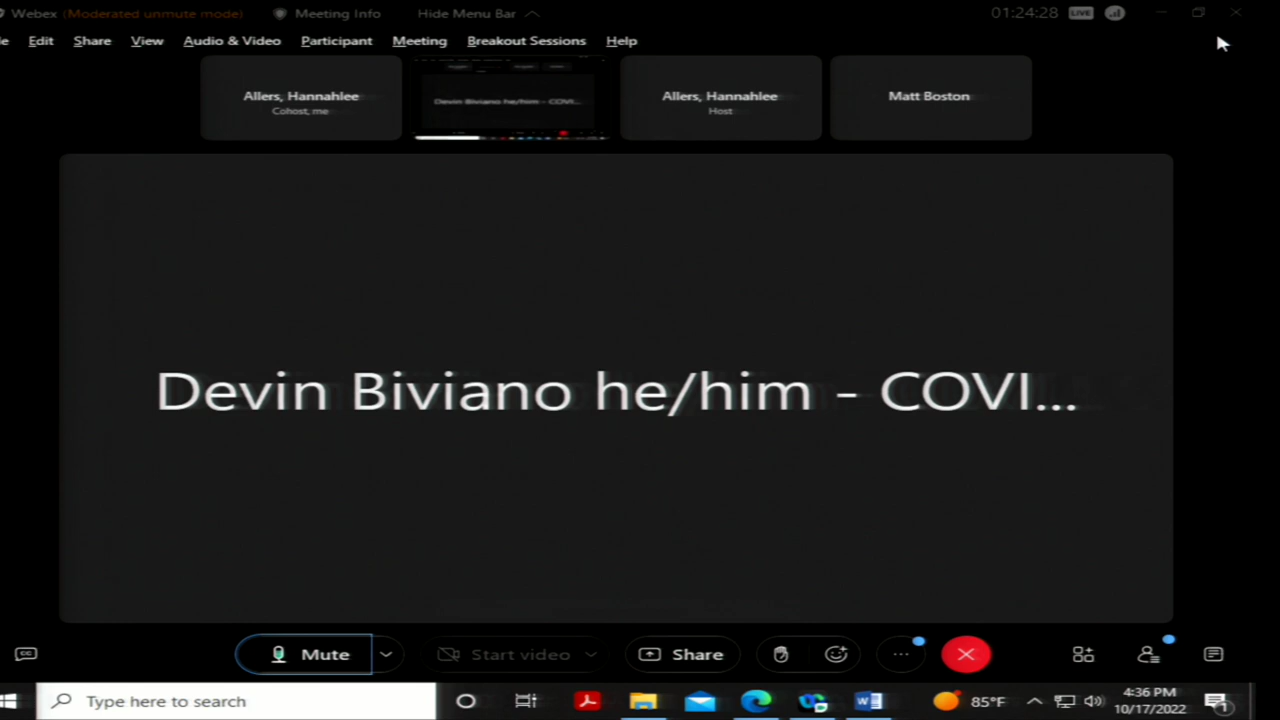 Webex (Moderated unmute mode) Meeting Info Hide Menu Bar 01:24:28 LIVE
le Edit Share View Audio & Video Participant Meeting Breakout Sessions Help
Allers, Hannahlee
Cohost, me
Devin Biviano he/him - COVI...
Allers, Hannahlee
Host
Matt Boston
Devin Biviano he/him - COVI...
CC Mute Start video Share ...
Type here to search
W 85°F
4:36 PM
10/17/2022
1